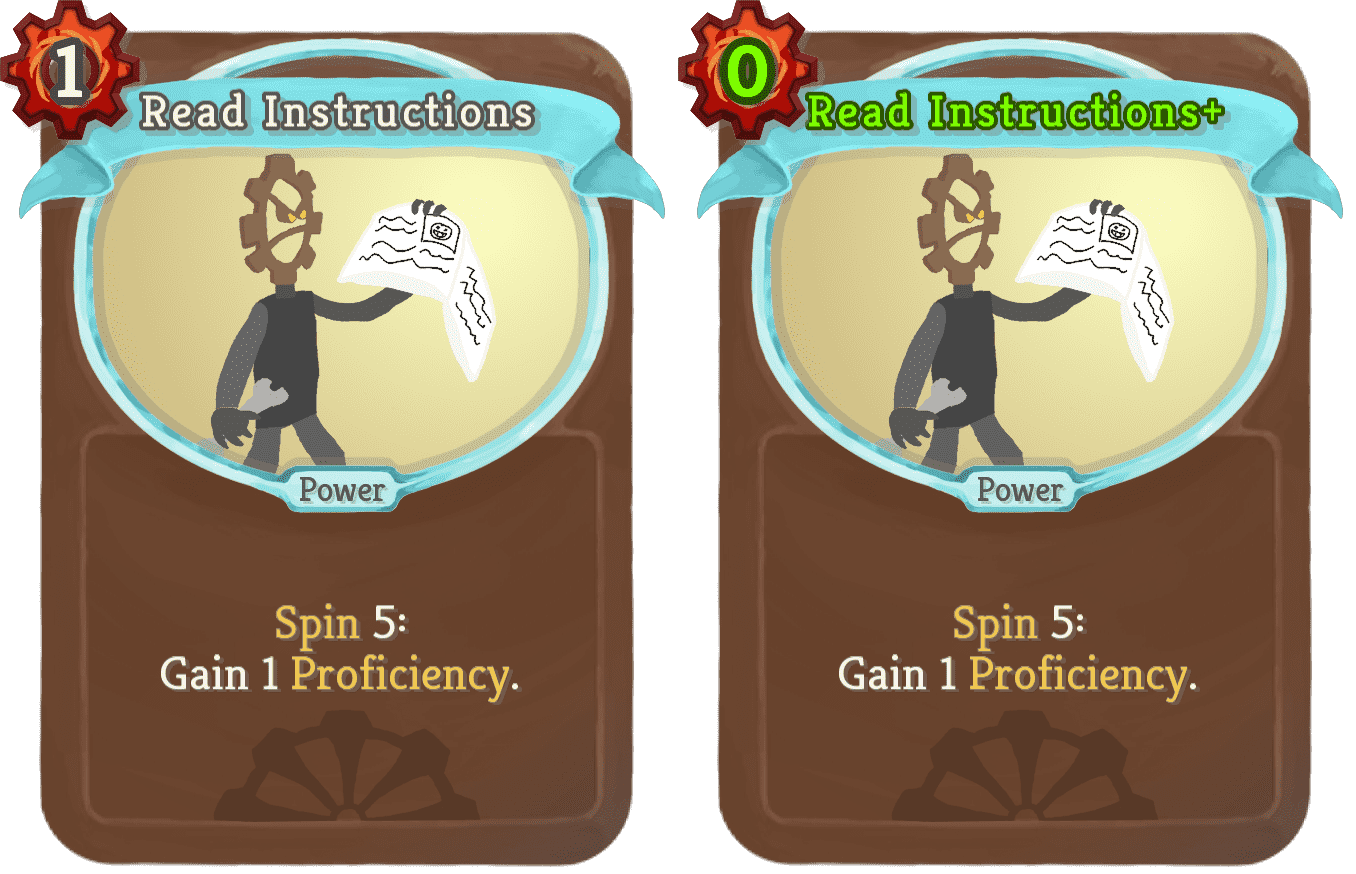 1
Read Instructions
Power
Spin 5:
Gain 1 Proficiency.
0
Read Instructions+
Power
Spin 5:
Gain 1 Proficiency.